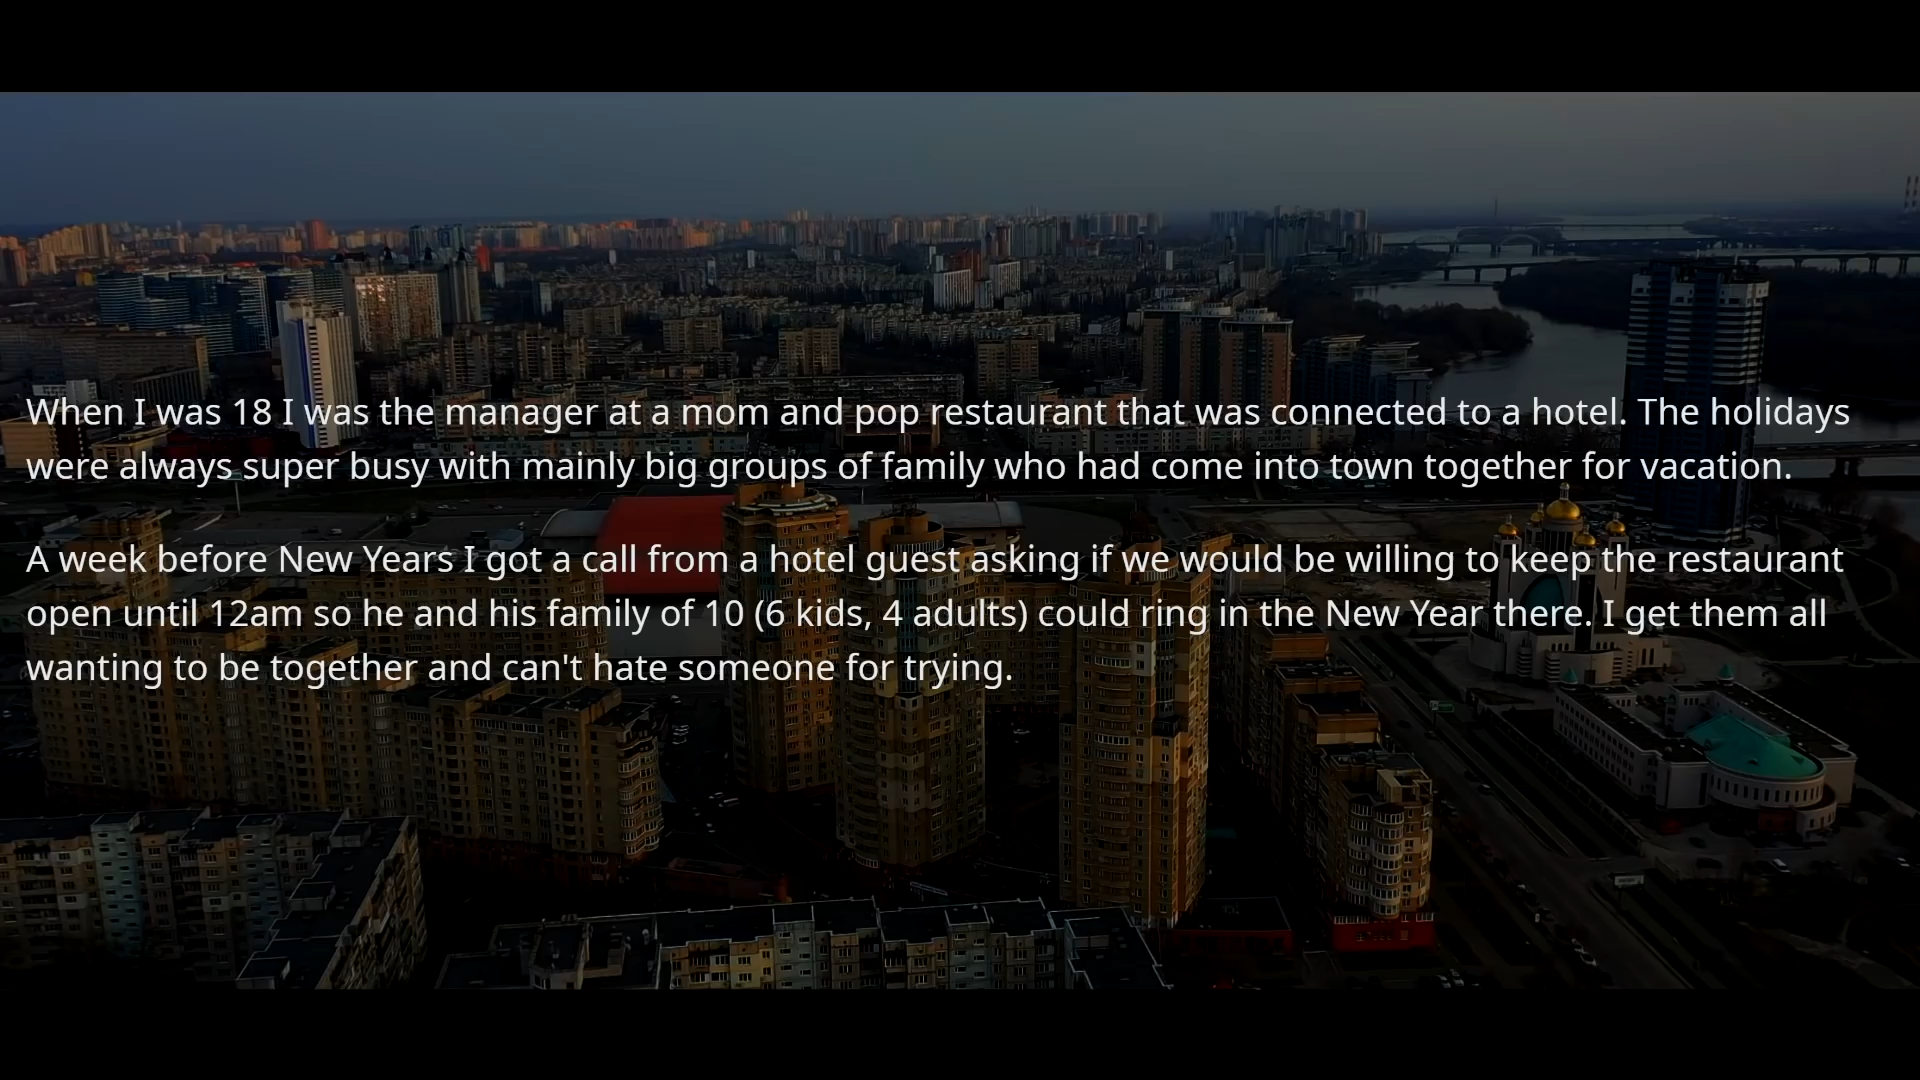 When I was 18 I was the manager at a mom and pop restaurant that was connected to a hotel. The holidays
were always super busy with mainly big groups of family who had come into town together for vacation.
A week before New Years I got a call from a hotel guest asking if we would be willing to keep the restaurant
open until 12am so he and his family of 10 (6 kids, 4 adults) could ring in the New Year there. I get them all
wanting to be together and can't hate someone for trying.